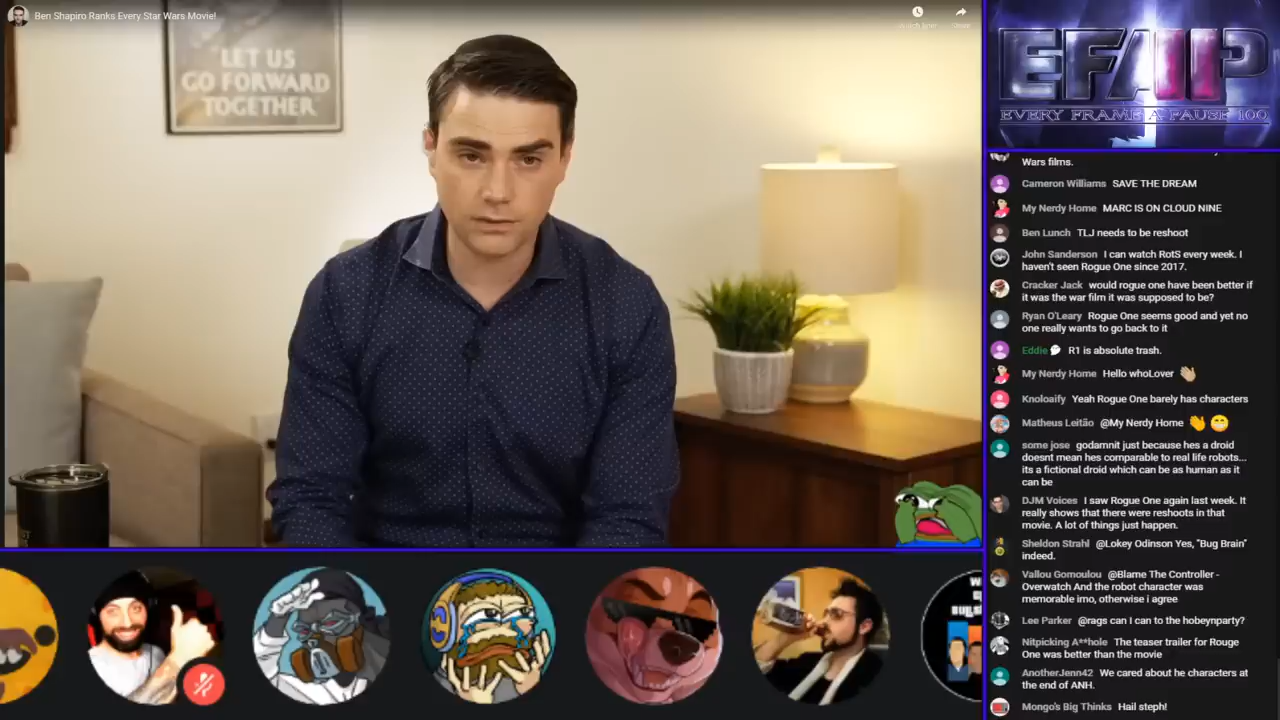 Ben Shapiro Ranks Every Star Wars Movie!
Watch later
Share
LET US
GO FORWARD
TOGETHER
EFAP
EVERY FRAME A PAUSE 100
Wars films.
Cameron Williams SAVE THE DREAM
My Nerdy Home MARC IS ON CLOUD NINE
Ben Lunch TLJ needs to be reshoot
John Sanderson I can watch RotS every week. I
haven't seen Rogue One since 2017.
Cracker Jack would rogue one have been better if
it was the war film it was supposed to be?
Ryan O'Leary Rogue One seems good and yet no
one really wants to go back to it
Eddie R1 is absolute trash.
My Nerdy Home Hello whoLover 👋🏼
Knoloaify Yeah Rogue One barely has characters
Matheus Leitão @My Nerdy Home 👋 😁
some jose godamnit just because hes a droid
doesnt mean hes comparable to real life robots...
its a fictional droid which can be as human as it
can be
DJM Voices I saw Rogue One again last week. It
really shows that there were reshoots in that
movie. A lot of things just happen.
Sheldon Strahl @Lokey Odinson Yes, "Bug Brain"
indeed.
Vallou Gomoulou @Blame The Controller -
Overwatch And the robot character was
memorable imo, otherwise i agree
Lee Parker @rags can I can to the hobeynparty?
Nitpicking A**hole The teaser trailer for Rouge
One was better than the movie
AnotherJenn42 We cared about he characters at
the end of ANH.
Mongo's Big Thinks Hail steph!